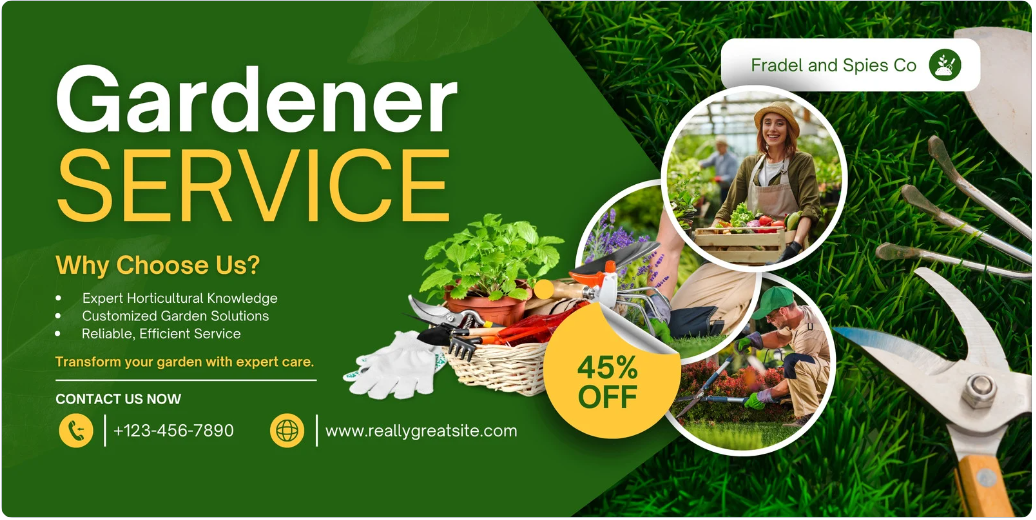 Gardener
SERVICE
Why Choose Us?
• Expert Horticultural Knowledge
• Customized Garden Solutions
• Reliable, Efficient Service
Transform your garden with expert care.
CONTACT US NOW
+123-456-7890
www.reallygreatsite.com
45%
OFF
Fradel and Spies Co